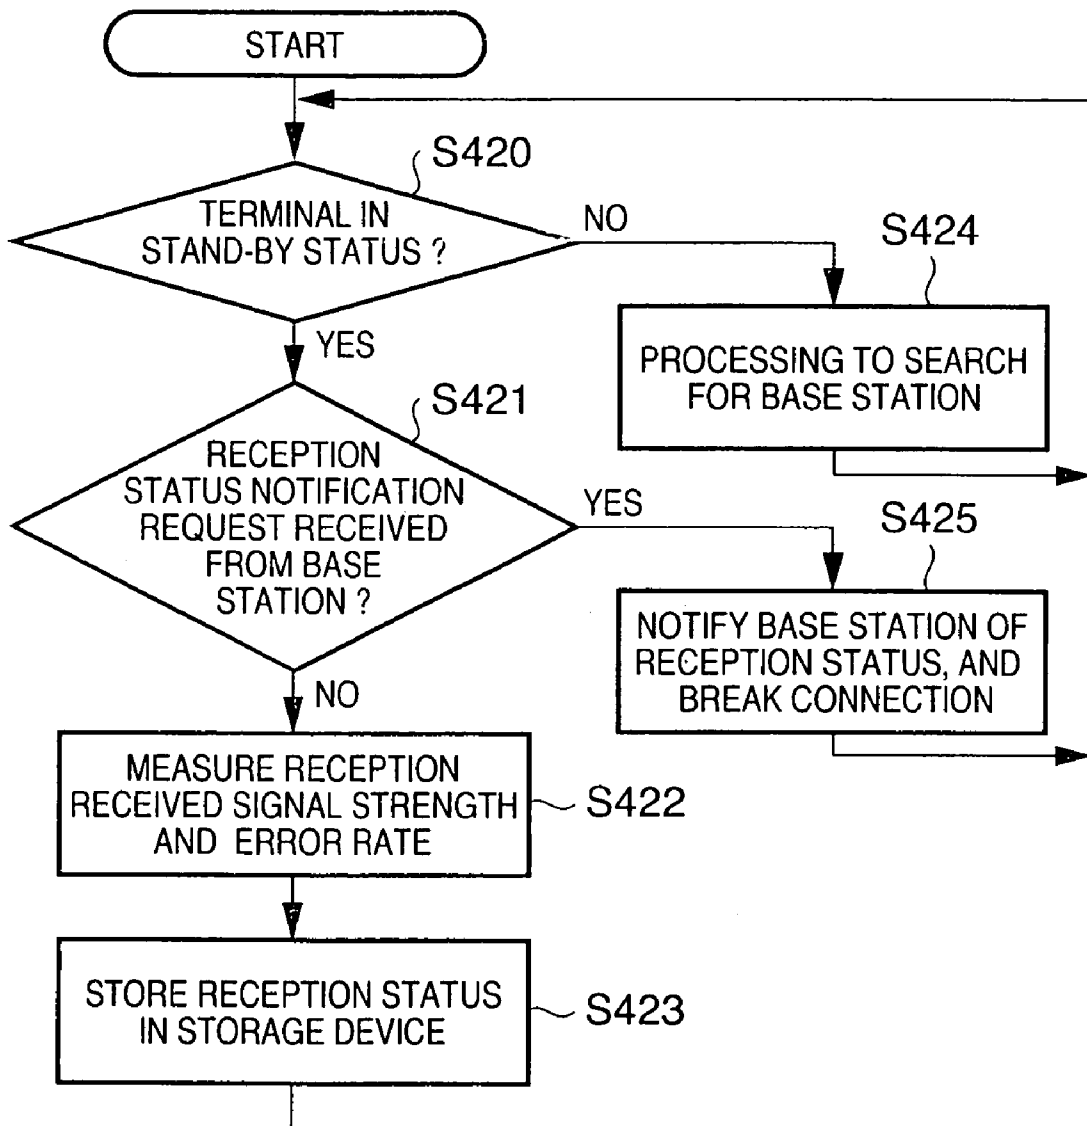 START
S420
TERMINAL IN
STAND-BY STATUS ?
NO
S424
PROCESSING TO SEARCH
FOR BASE STATION
YES
S421
RECEPTION
STATUS NOTIFICATION
REQUEST RECEIVED
FROM BASE
STATION ?
YES
S425
NOTIFY BASE STATION OF
RECEPTION STATUS, AND
BREAK CONNECTION
NO
MEASURE RECEPTION
RECEIVED SIGNAL STRENGTH
AND ERROR RATE
S422
STORE RECEPTION STATUS
IN STORAGE DEVICE
S423